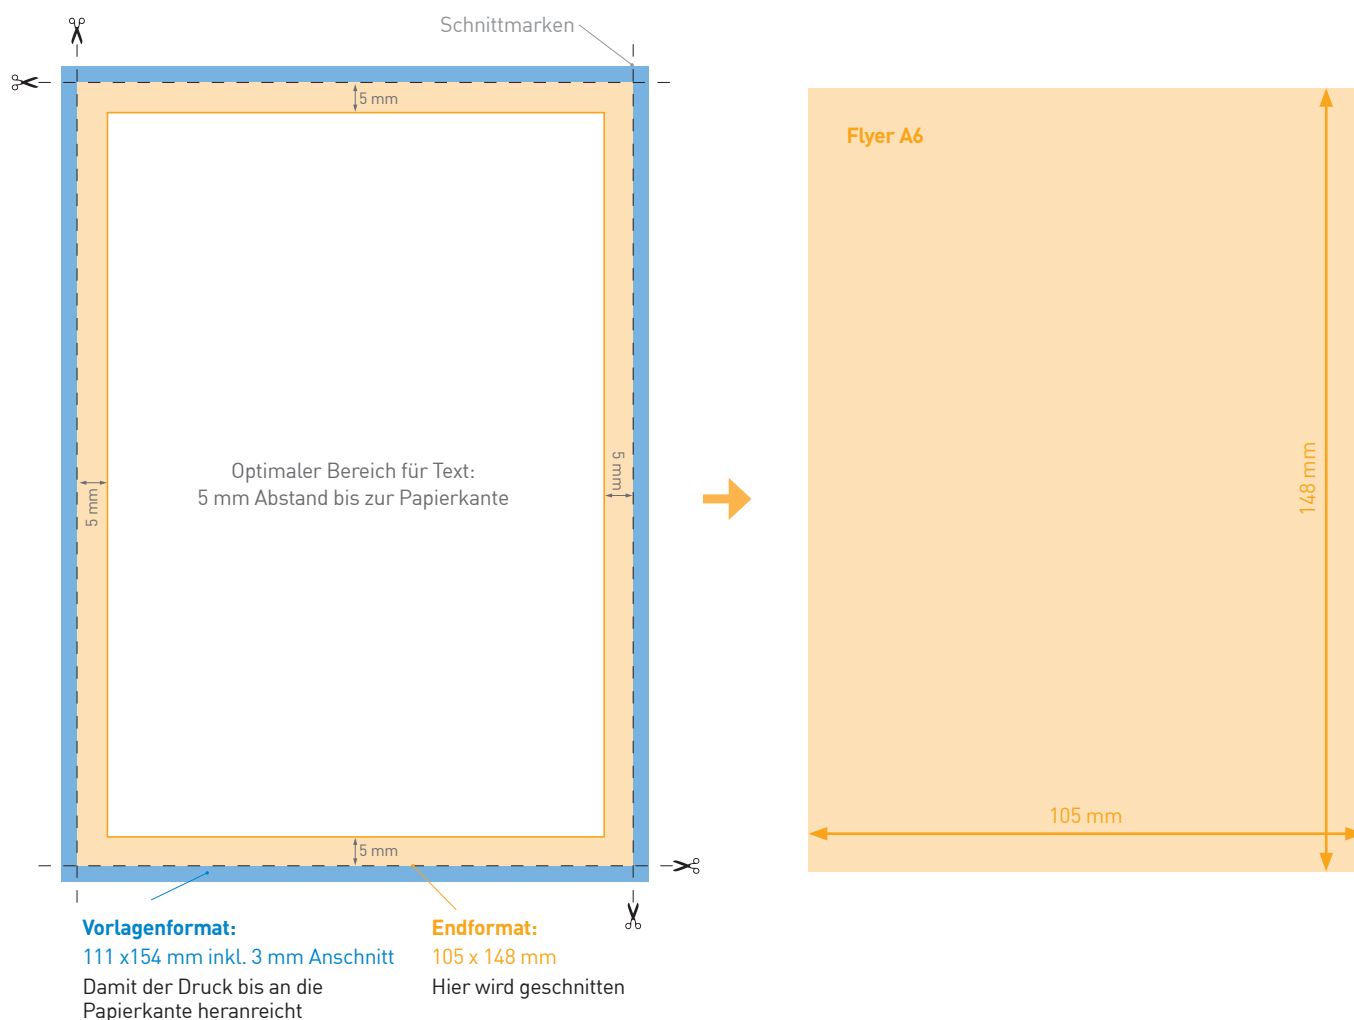 Schnittmarken
5 mm
Flyer A6
Optimaler Bereich für Text:
5 mm Abstand bis zur Papierkante
5 mm
5 mm
148 mm
105 mm
5 mm
Vorlagenformat:
111 x154 mm inkl. 3 mm Anschnitt
Damit der Druck bis an die
Papierkante heranreicht
Endformat:
105 x 148 mm
Hier wird geschnitten